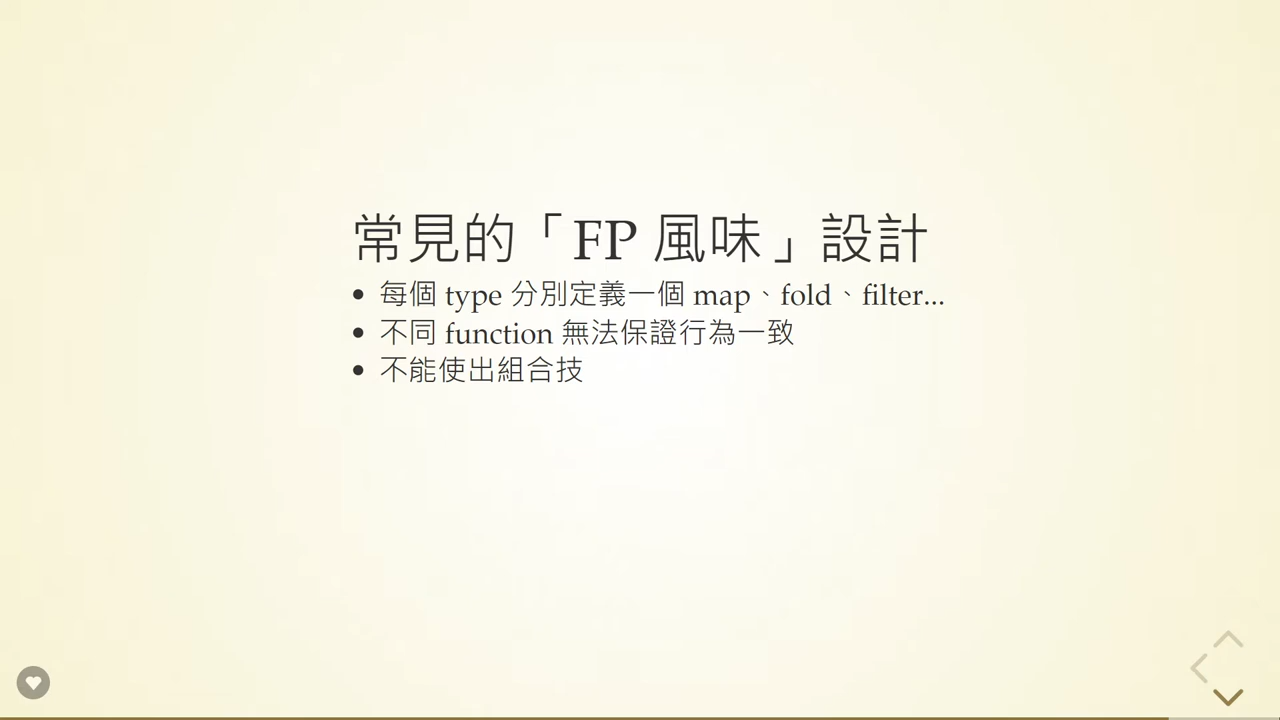 常見的「FP 風味」設計
• 每個 type 分別定義一個 map、fold、filter...
• 不同 function 無法保證行為一致
• 不能使出組合技